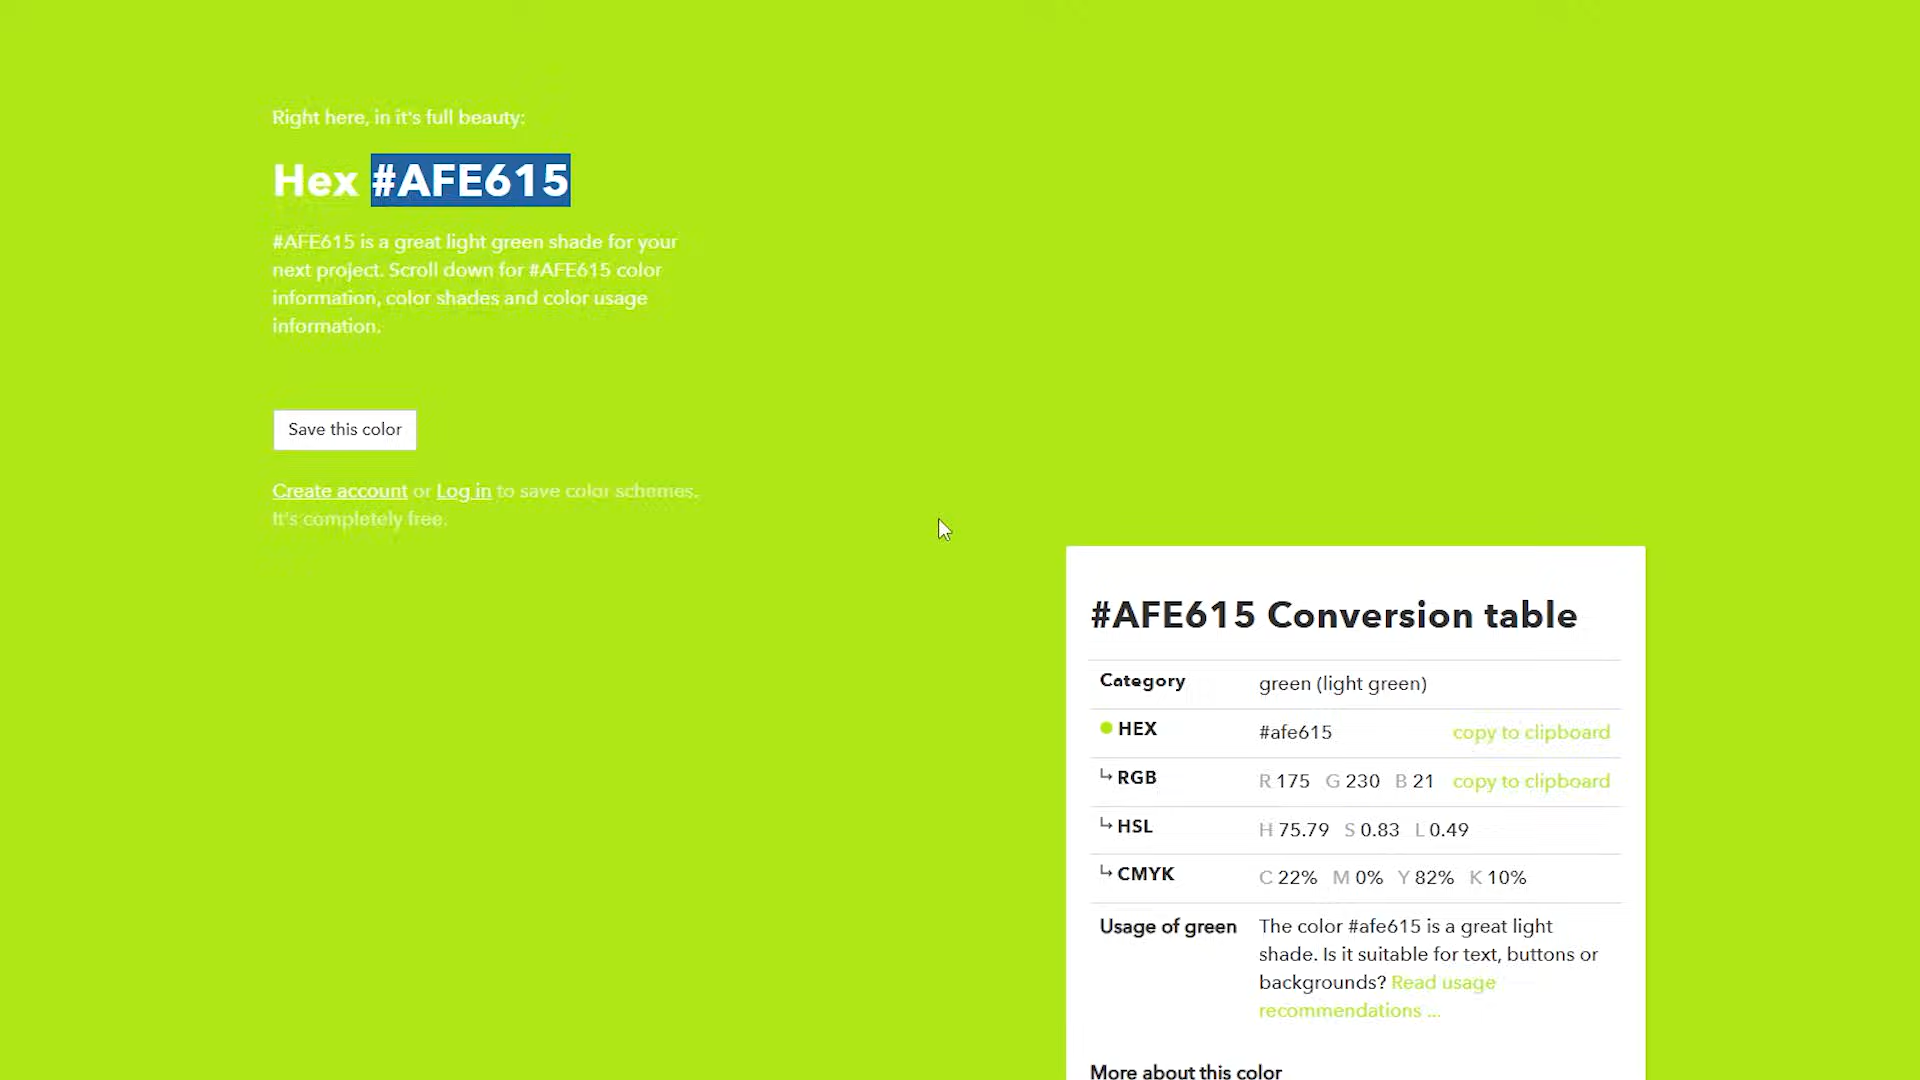 Right here, in it's full beauty:
Hex #AFE615
#AFE615 is a great light green shade for your
next project. Scroll down for #AFE615 color
information, color shades and color usage
information.
Save this color
Create account or Log in to save color schemes.
It's completely free.
#AFE615 Conversion table
Category green (light green)
HEX #afe615 copy to clipboard
↳ RGB R 175 G 230 B 21 copy to clipboard
↳ HSL H 75.79 S 0.83 L 0.49
↳ CMYK C 22% M 0% Y 82% K 10%
Usage of green The color #afe615 is a great light
shade. Is it suitable for text, buttons or
backgrounds? Read usage
recommendations ...
More about this color